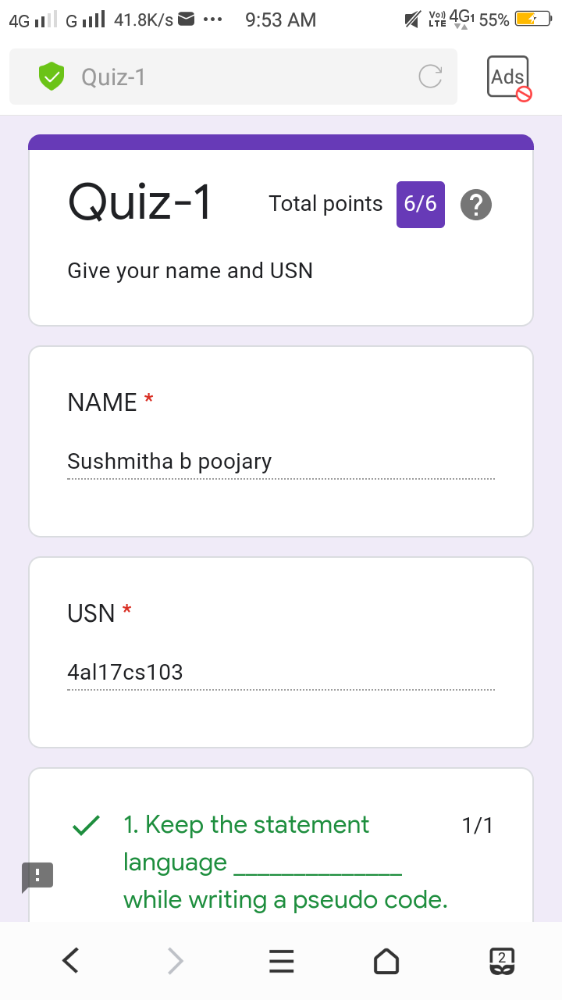 4G G 41.8K/s ... 9:53 AM Vo)) LTE 4G1 55%
Quiz-1 Ads
Quiz-1 Total points 6/6 ?
Give your name and USN
NAME *
Sushmitha b poojary
USN *
4al17cs103
1. Keep the statement 1/1
language ______________
while writing a pseudo code.
!
2